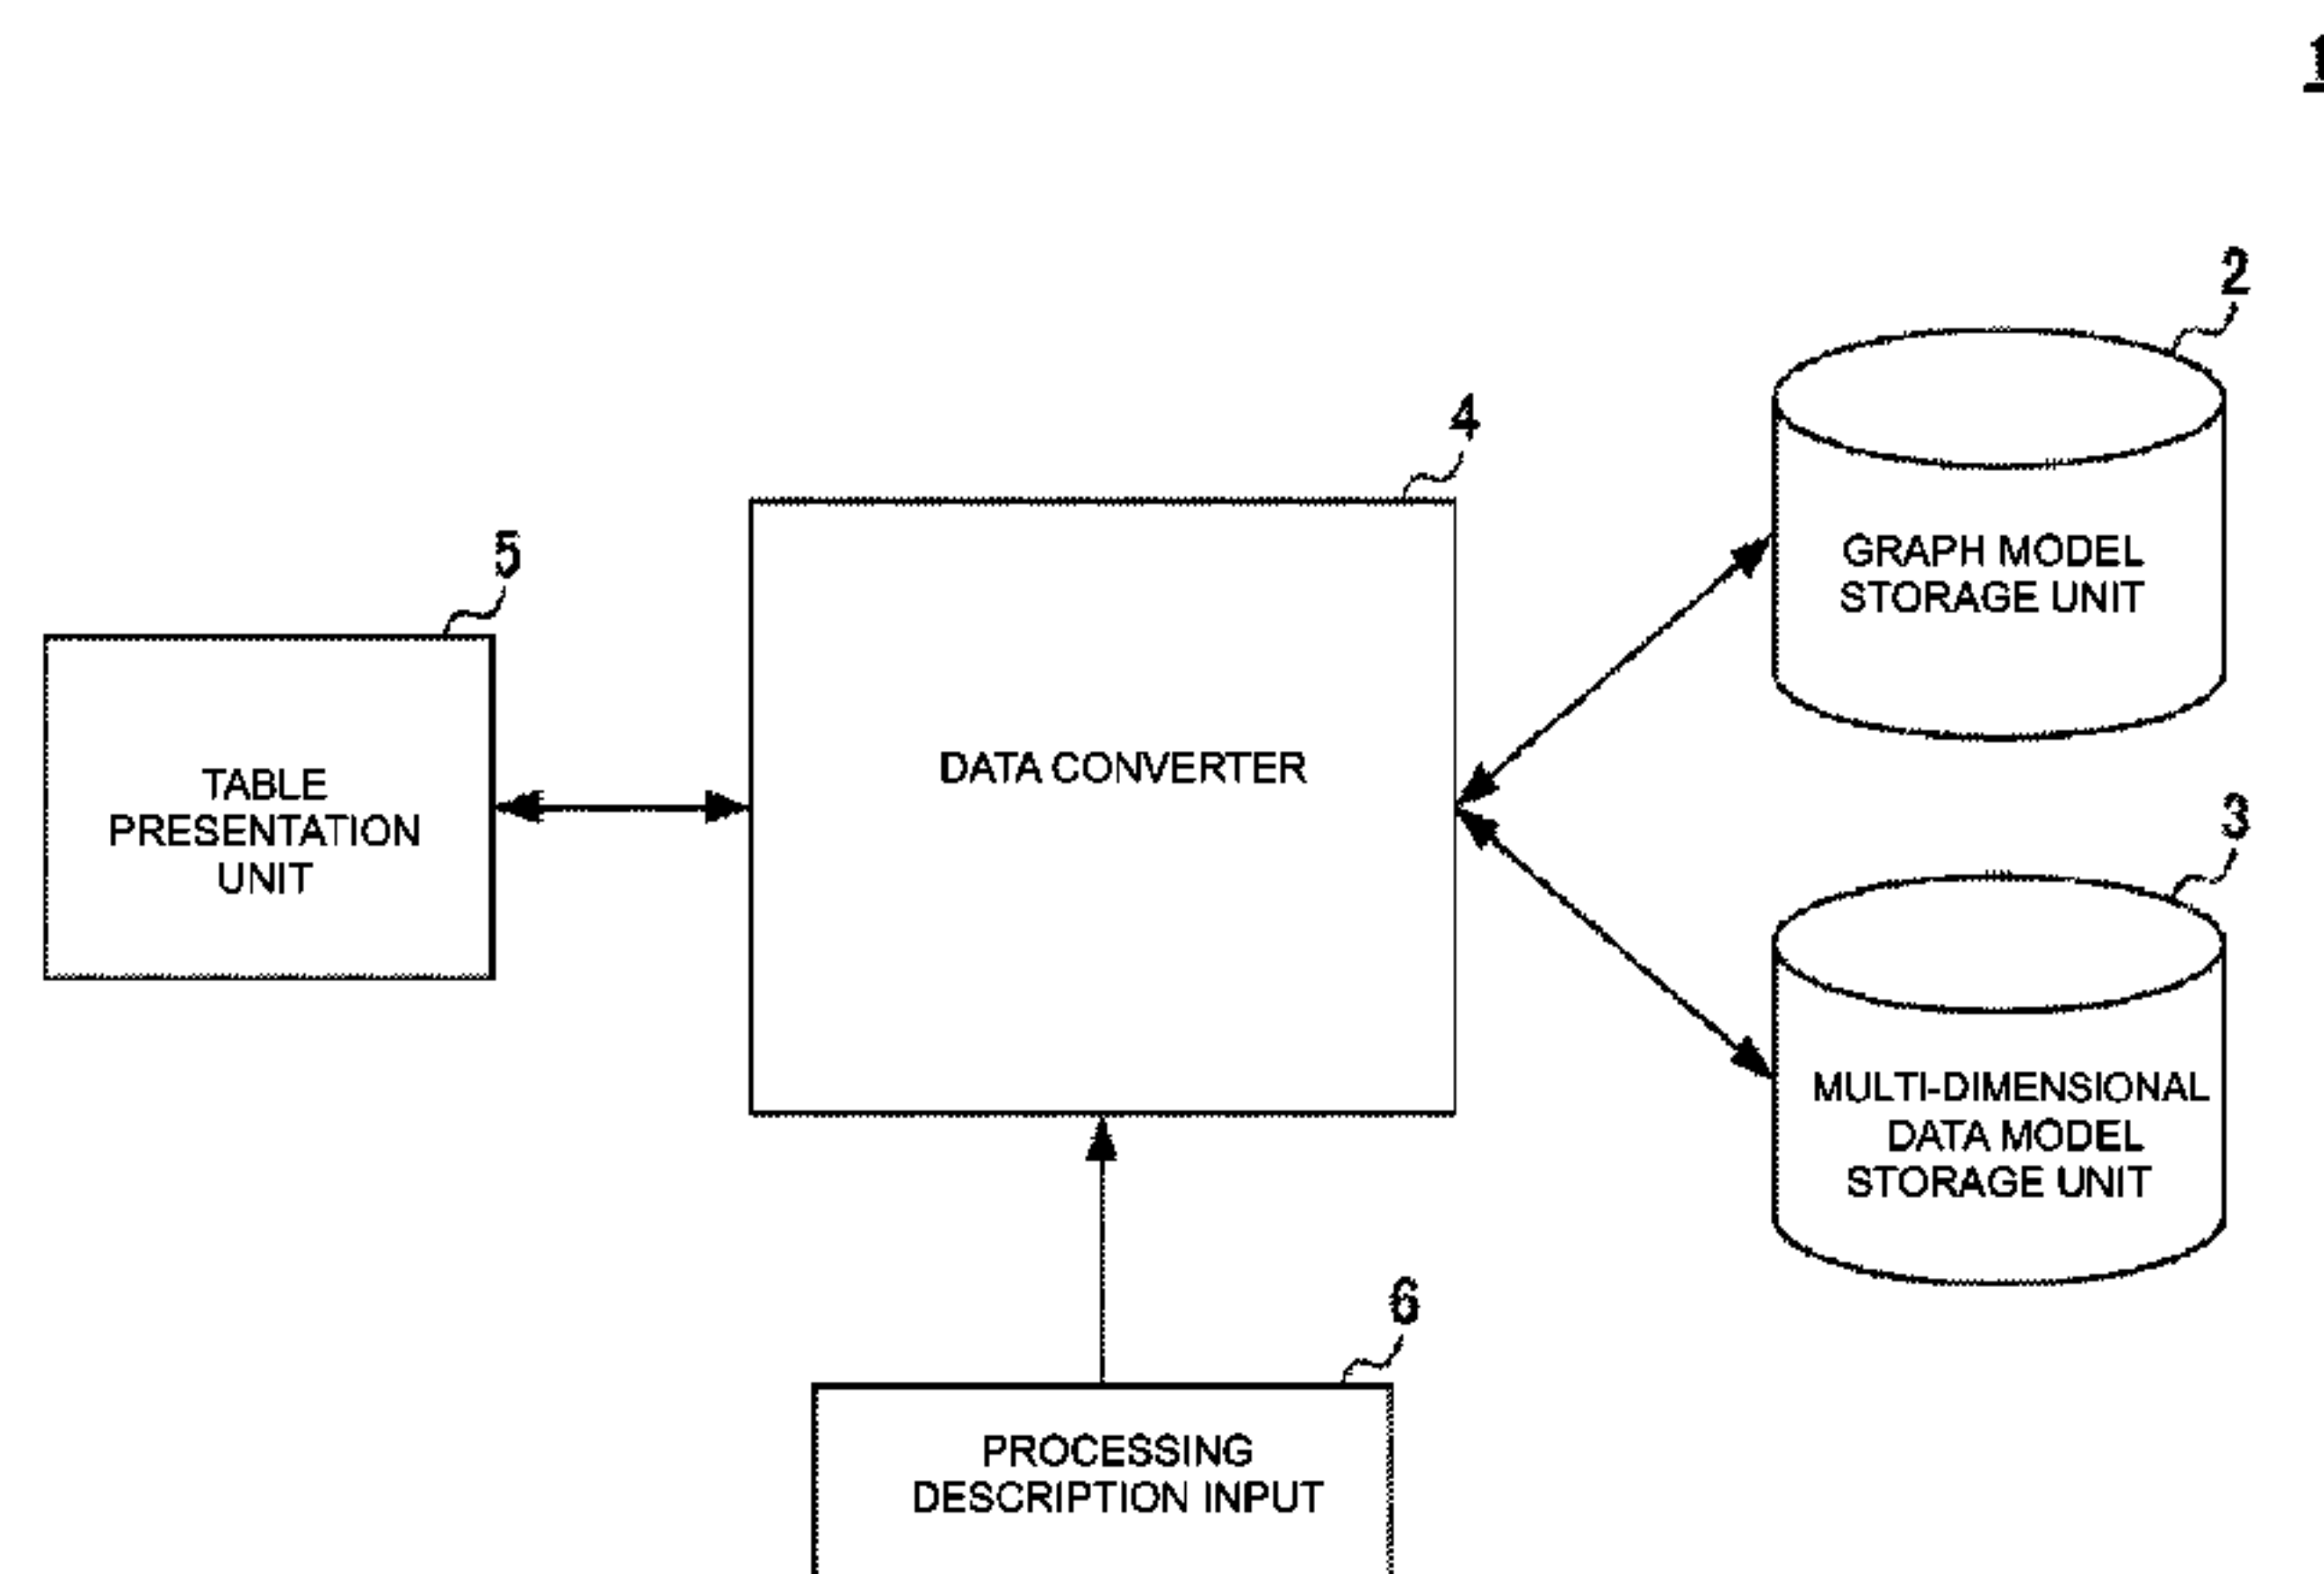 1
2
4
GRAPH MODEL
STORAGE UNIT
5
DATA CONVERTER
TABLE
PRESENTATION
UNIT
3
MULTI-DIMENSIONAL
DATA MODEL
STORAGE UNIT
6
PROCESSING
DESCRIPTION INPUT